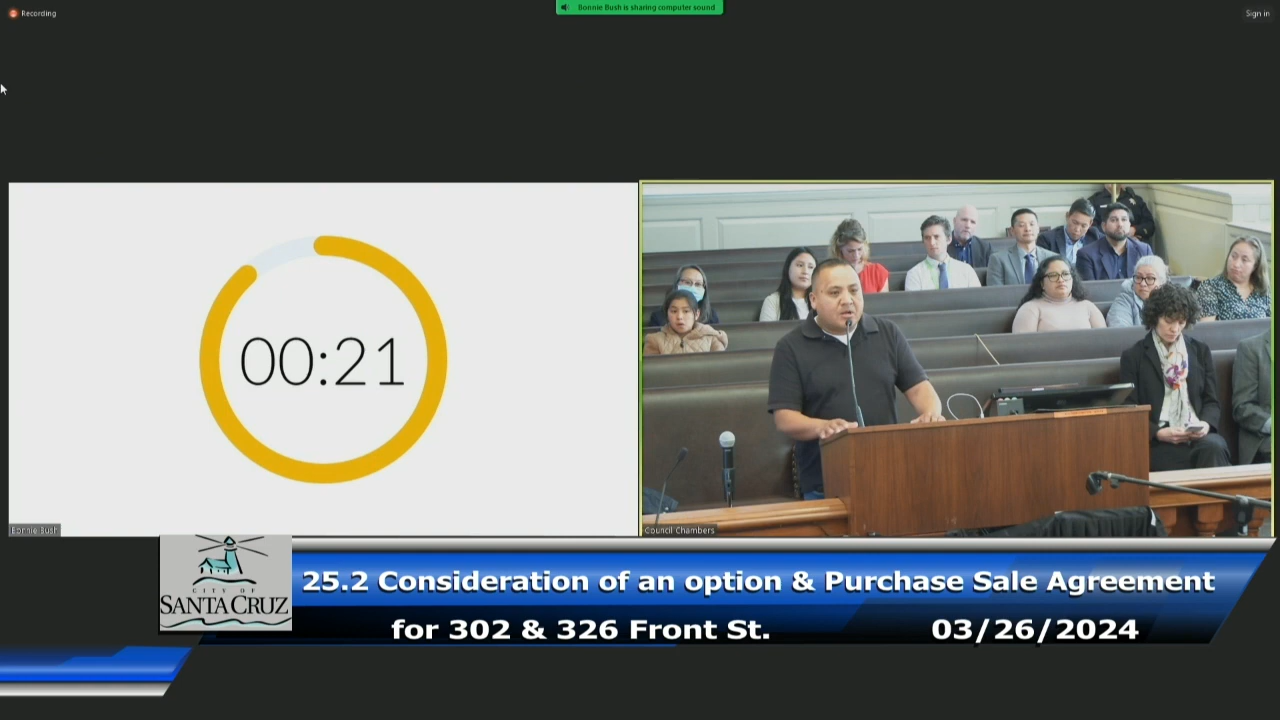 Recording
Bonnie Bush is sharing computer sound
Sign in
00:21
Bonnie Bush
Council Chambers
CITY OF
SANTA CRUZ
25.2 Consideration of an option & Purchase Sale Agreement
for 302 & 326 Front St.
03/26/2024